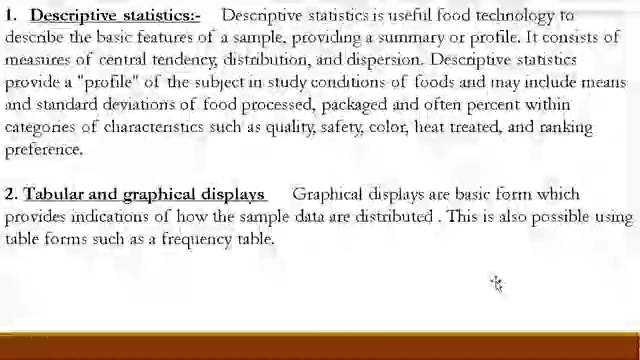 1. Descriptive statistics:- Descriptive statistics is useful food technology to
describe the basic features of a sample, providing a summary or profile. It consists of
measures of central tendency, distribution, and dispersion. Descriptive statistics
provide a "profile" of the subject in study conditions of foods and may include means
and standard deviations of food processed, packaged and often percent within
categories of characteristics such as quality, safety, color, heat treated, and ranking
preference.
2. Tabular and graphical displays Graphical displays are basic form which
provides indications of how the sample data are distributed . This is also possible using
table forms such as a frequency table.